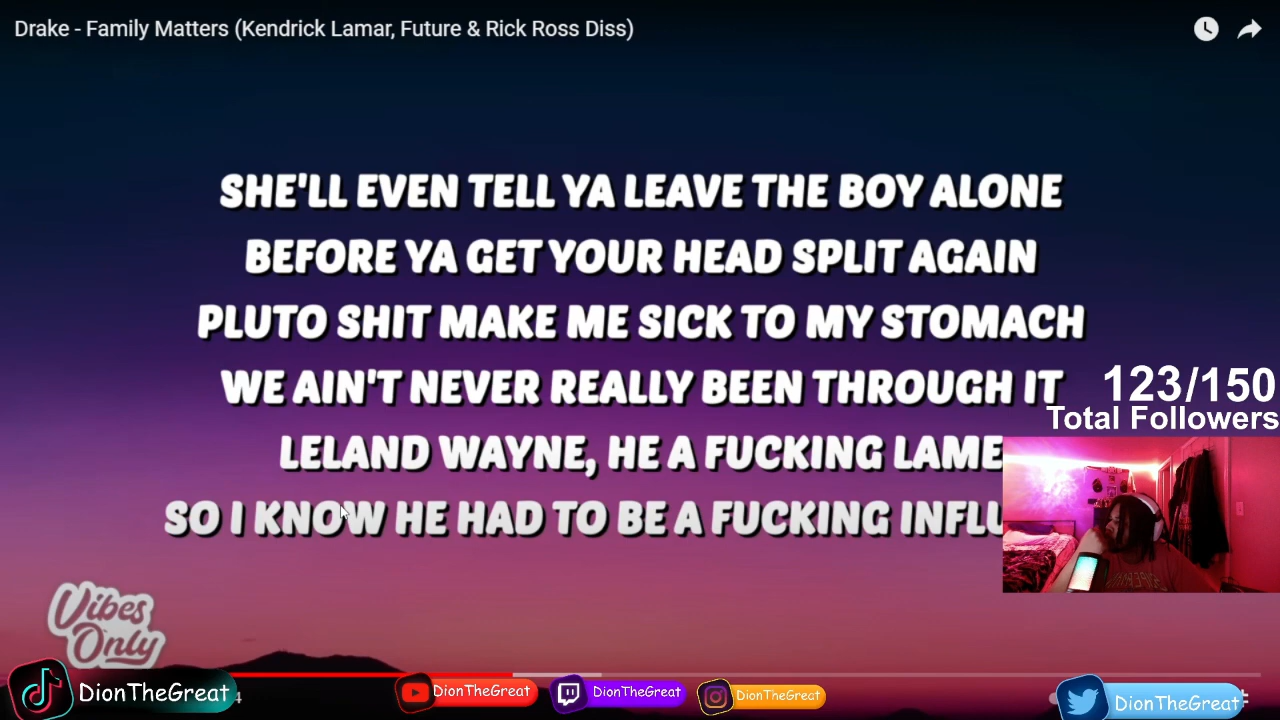 Drake - Family Matters (Kendrick Lamar, Future & Rick Ross Diss)
SHE'LL EVEN TELL YA LEAVE THE BOY ALONE
BEFORE YA GET YOUR HEAD SPLIT AGAIN
PLUTO SHIT MAKE ME SICK TO MY STOMACH
WE AIN'T NEVER REALLY BEEN THROUGH IT
LELAND WAYNE, HE A FUCKING LAME
SO I KNOW HE HAD TO BE A FUCKING INFLU
123/150
Total Followers
Vibes
Only
DionTheGreat
DionTheGreat
DionTheGreat
DionTheGreat
DionTheGreat